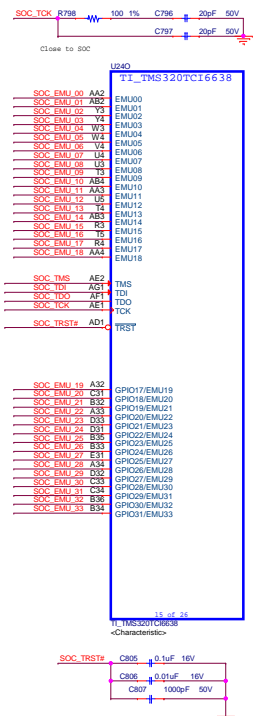 SOC_TCK R798 100 1% C796 20pF 50V
C797 20pF 50V
Close to SOC
U24O
TI_TMS320TCI6638
SOC_EMU_00 AA2 EMU00
SOC_EMU_01 AB2 EMU01
SOC_EMU_02 Y3 EMU02
SOC_EMU_03 Y4 EMU03
SOC_EMU_04 W3 EMU04
SOC_EMU_05 W4 EMU05
SOC_EMU_06 V4 EMU06
SOC_EMU_07 U4 EMU07
SOC_EMU_08 U3 EMU08
SOC_EMU_09 T3 EMU09
SOC_EMU_10 AB4 EMU10
SOC_EMU_11 AA3 EMU11
SOC_EMU_12 U5 EMU12
SOC_EMU_13 T4 EMU13
SOC_EMU_14 AB3 EMU14
SOC_EMU_15 R3 EMU15
SOC_EMU_16 T5 EMU16
SOC_EMU_17 R4 EMU17
SOC_EMU_18 AA4 EMU18
SOC_TMS AE2 TMS
SOC_TDI AG1 TDI
SOC_TDO AF1 TDO
SOC_TCK AE1 TCK
SOC_TRST# AD1 TRST
SOC_EMU_19 A32 GPIO17/EMU19
SOC_EMU_20 C31 GPIO18/EMU20
SOC_EMU_21 B32 GPIO19/EMU21
SOC_EMU_22 A33 GPIO20/EMU22
SOC_EMU_23 D33 GPIO21/EMU23
SOC_EMU_24 D31 GPIO22/EMU24
SOC_EMU_25 B35 GPIO23/EMU25
SOC_EMU_26 B33 GPIO24/EMU26
SOC_EMU_27 E31 GPIO25/EMU27
SOC_EMU_28 A34 GPIO26/EMU28
SOC_EMU_29 D32 GPIO27/EMU29
SOC_EMU_30 C33 GPIO28/EMU30
SOC_EMU_31 C34 GPIO29/EMU31
SOC_EMU_32 B36 GPIO30/EMU32
SOC_EMU_33 B34 GPIO31/EMU33
15 of 26
TI_TMS320TCI6638
<Characteristic>
SOC_TRST# C805 0.1uF 16V
C806 0.01uF 16V
C807 1000pF 50V